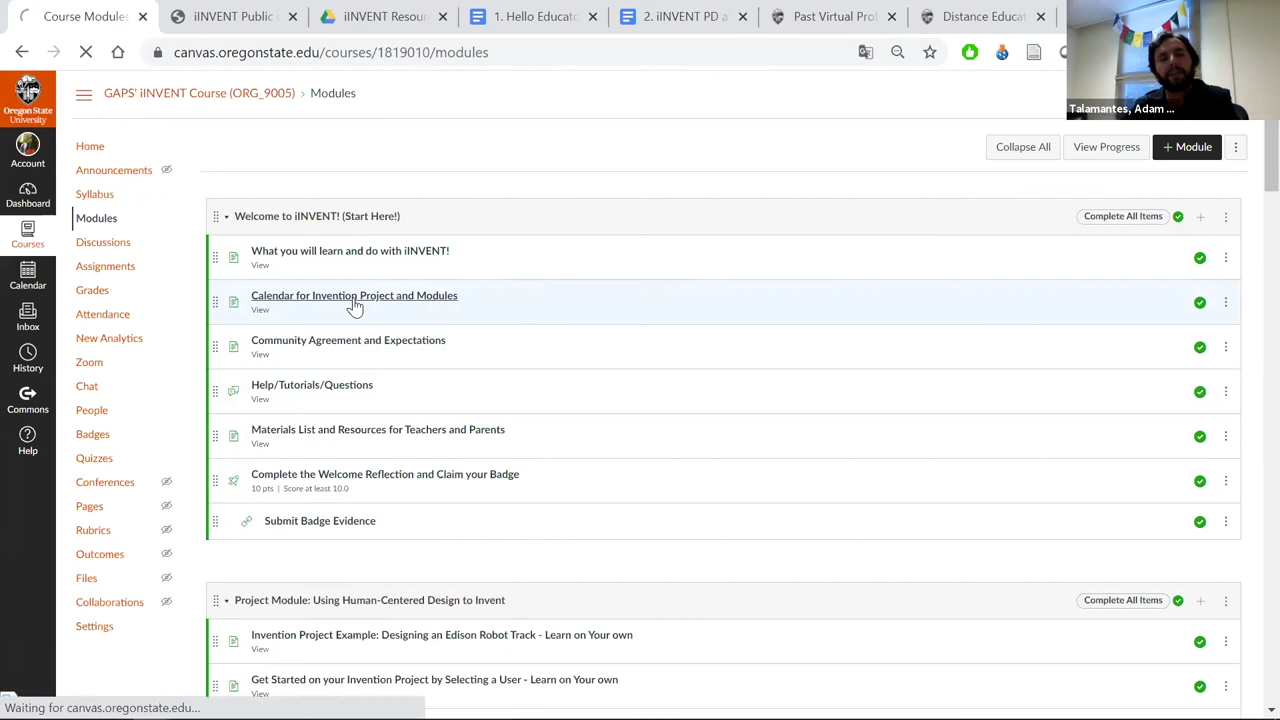 Course Modules
iINVENT Public
iINVENT Resour
1. Hello Educato
2. iINVENT PD a
Past Virtual Pro
Distance Educat
canvas.oregonstate.edu/courses/1819010/modules
Talamantes, Adam ...
Oregon State
University
Account
Dashboard
Courses
Calendar
Inbox
History
Commons
Help
GAPS' iINVENT Course (ORG_9005) › Modules
Home
Announcements
Syllabus
Modules
Discussions
Assignments
Grades
Attendance
New Analytics
Zoom
Chat
People
Badges
Quizzes
Conferences
Pages
Rubrics
Outcomes
Files
Collaborations
Settings
Collapse All View Progress + Module
Welcome to iINVENT! (Start Here!) Complete All Items
What you will learn and do with iINVENT!
View
Calendar for Invention Project and Modules
View
Community Agreement and Expectations
View
Help/Tutorials/Questions
View
Materials List and Resources for Teachers and Parents
View
Complete the Welcome Reflection and Claim your Badge
10 pts | Score at least 10.0
Submit Badge Evidence
Project Module: Using Human-Centered Design to Invent Complete All Items
Invention Project Example: Designing an Edison Robot Track - Learn on Your own
View
Get Started on your Invention Project by Selecting a User - Learn on Your own
View
Waiting for canvas.oregonstate.edu...